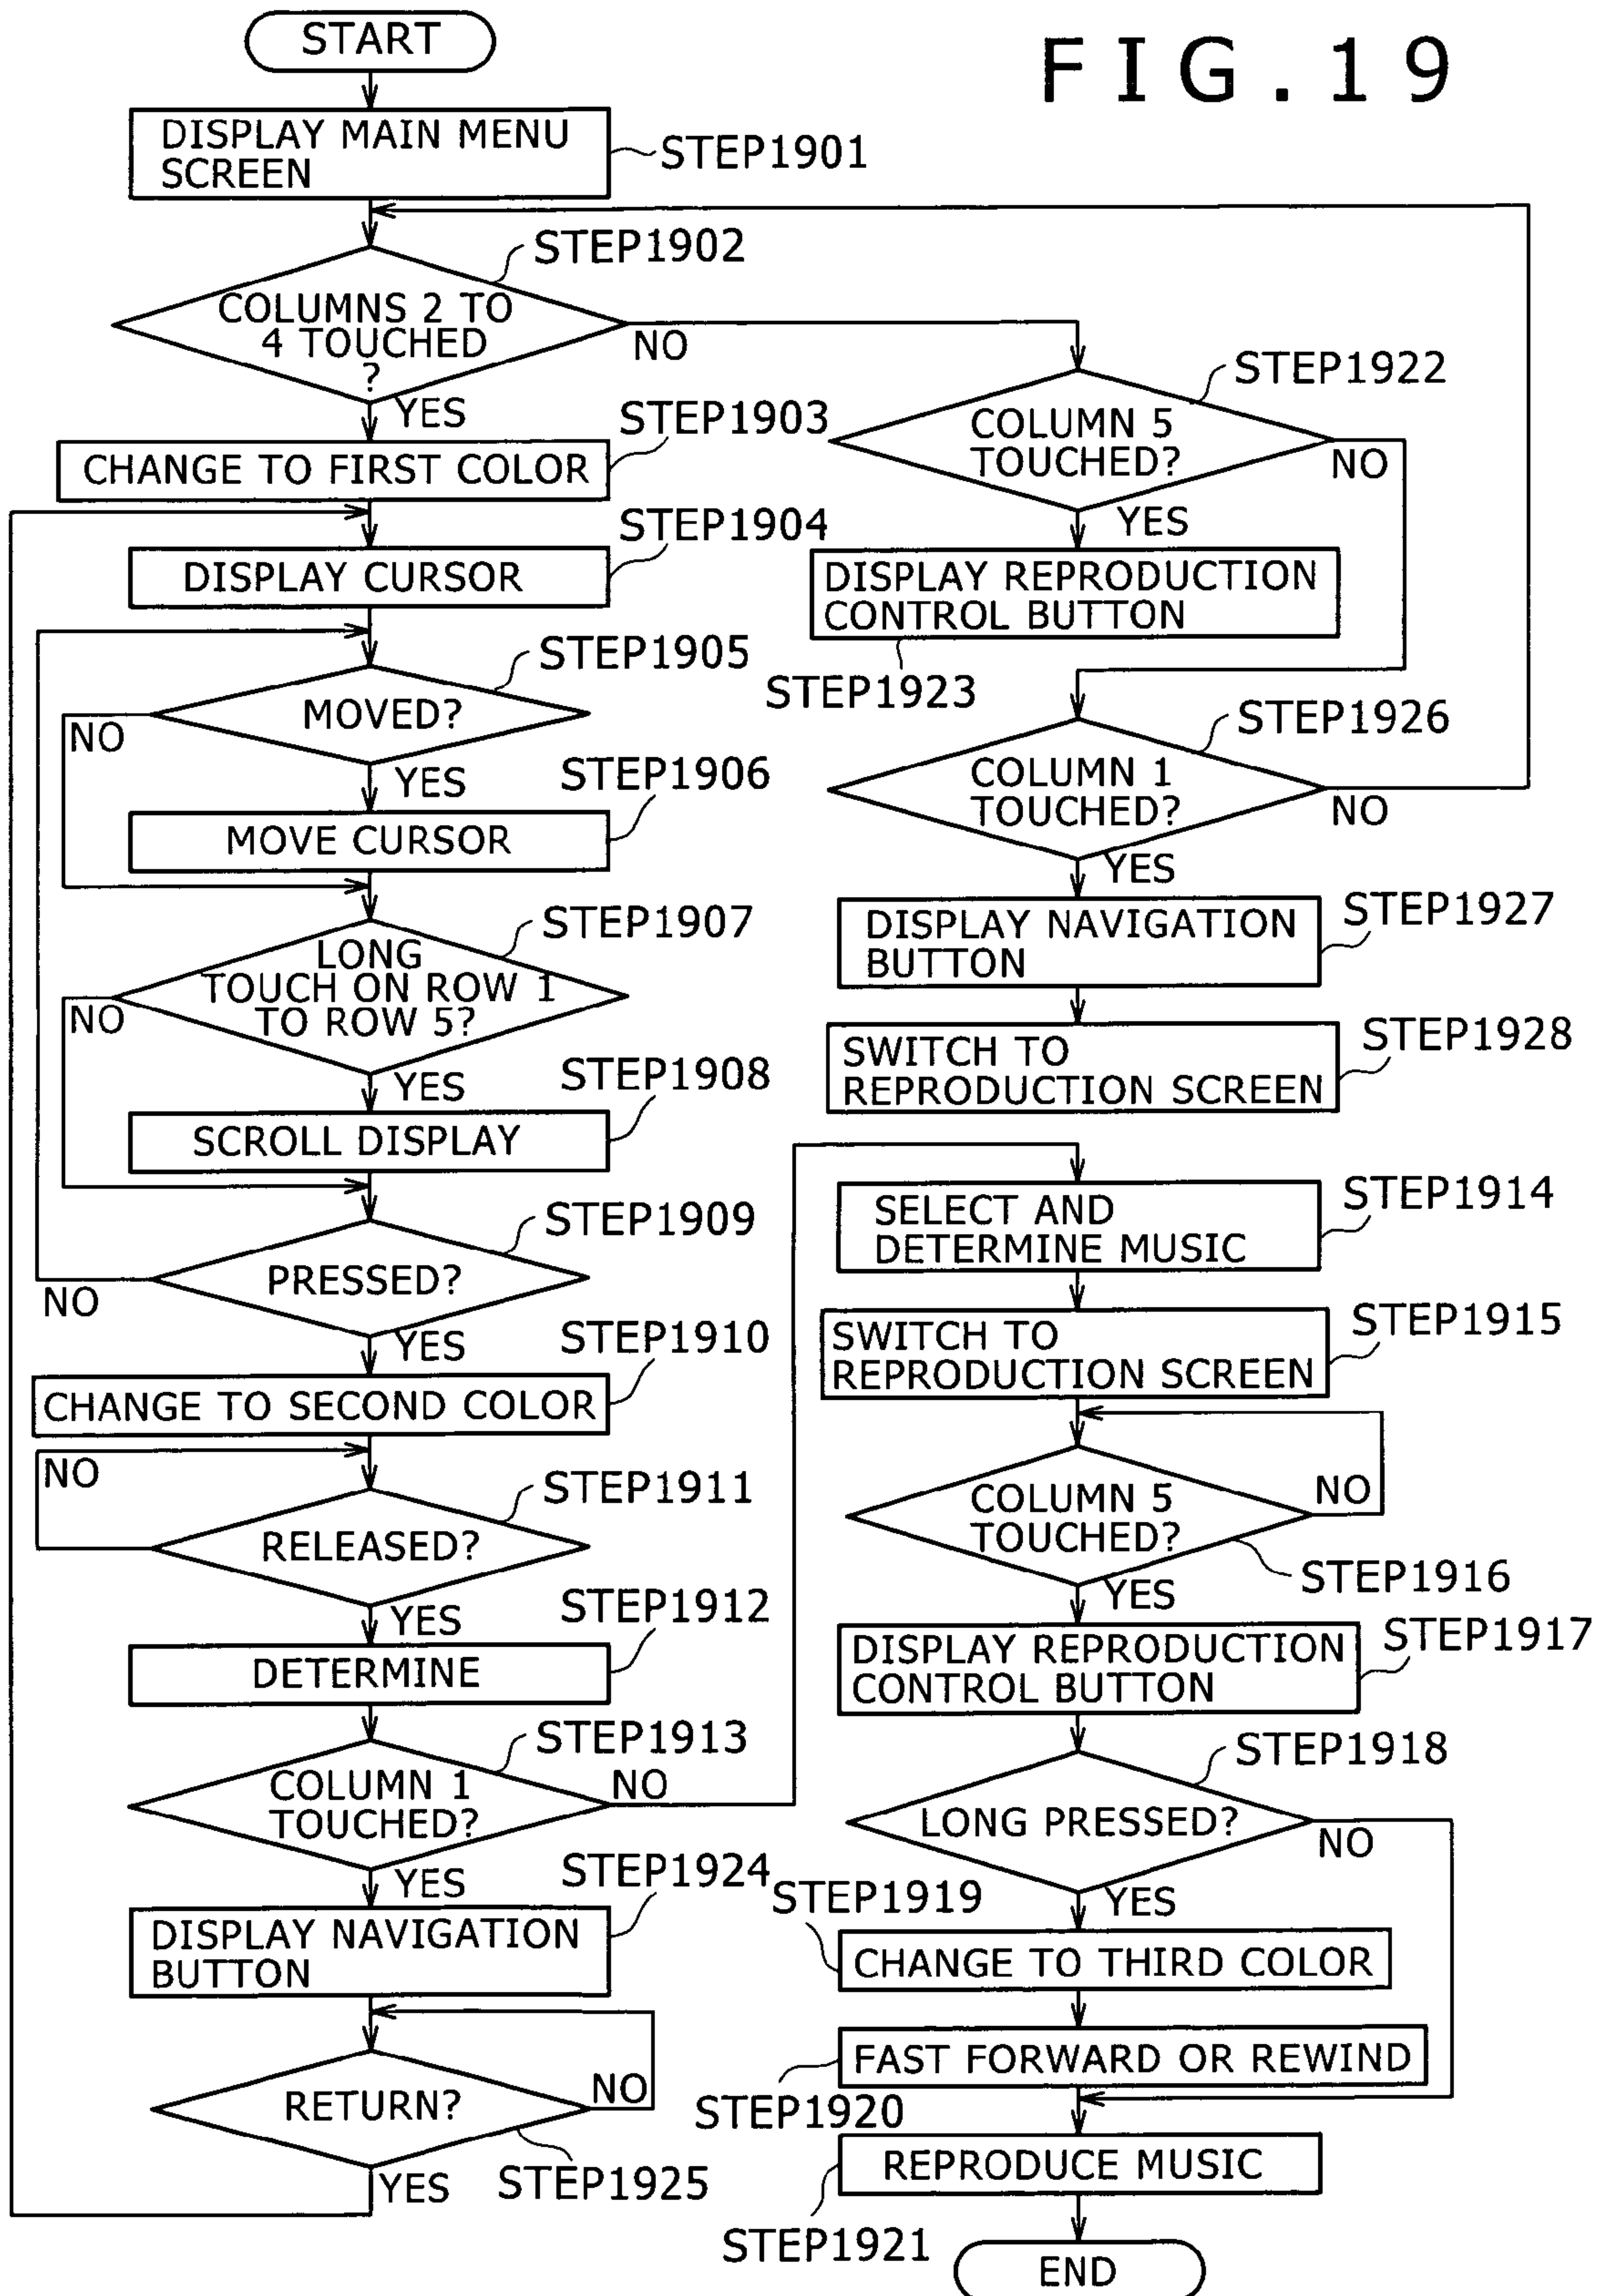 FIG.19
START
DISPLAY MAIN MENU
SCREEN
STEP1901
STEP1902
COLUMNS 2 TO
4 TOUCHED
?
NO
YES
STEP1903
CHANGE TO FIRST COLOR
STEP1904
DISPLAY CURSOR
STEP1905
MOVED?
NO
YES
STEP1906
MOVE CURSOR
STEP1907
LONG
TOUCH ON ROW 1
TO ROW 5?
NO
YES
STEP1908
SCROLL DISPLAY
STEP1909
PRESSED?
NO
YES
STEP1910
CHANGE TO SECOND COLOR
NO
STEP1911
RELEASED?
YES
STEP1912
DETERMINE
STEP1913
COLUMN 1
TOUCHED?
NO
YES
STEP1924
DISPLAY NAVIGATION
BUTTON
RETURN?
NO
STEP1925
YES
STEP1922
COLUMN 5
TOUCHED?
NO
YES
DISPLAY REPRODUCTION
CONTROL BUTTON
STEP1923
STEP1926
COLUMN 1
TOUCHED?
NO
YES
STEP1927
DISPLAY NAVIGATION
BUTTON
STEP1928
SWITCH TO
REPRODUCTION SCREEN
STEP1914
SELECT AND
DETERMINE MUSIC
STEP1915
SWITCH TO
REPRODUCTION SCREEN
COLUMN 5
TOUCHED?
NO
STEP1916
YES
STEP1917
DISPLAY REPRODUCTION
CONTROL BUTTON
STEP1918
LONG PRESSED?
NO
YES
STEP1919
CHANGE TO THIRD COLOR
FAST FORWARD OR REWIND
STEP1920
REPRODUCE MUSIC
STEP1921
END